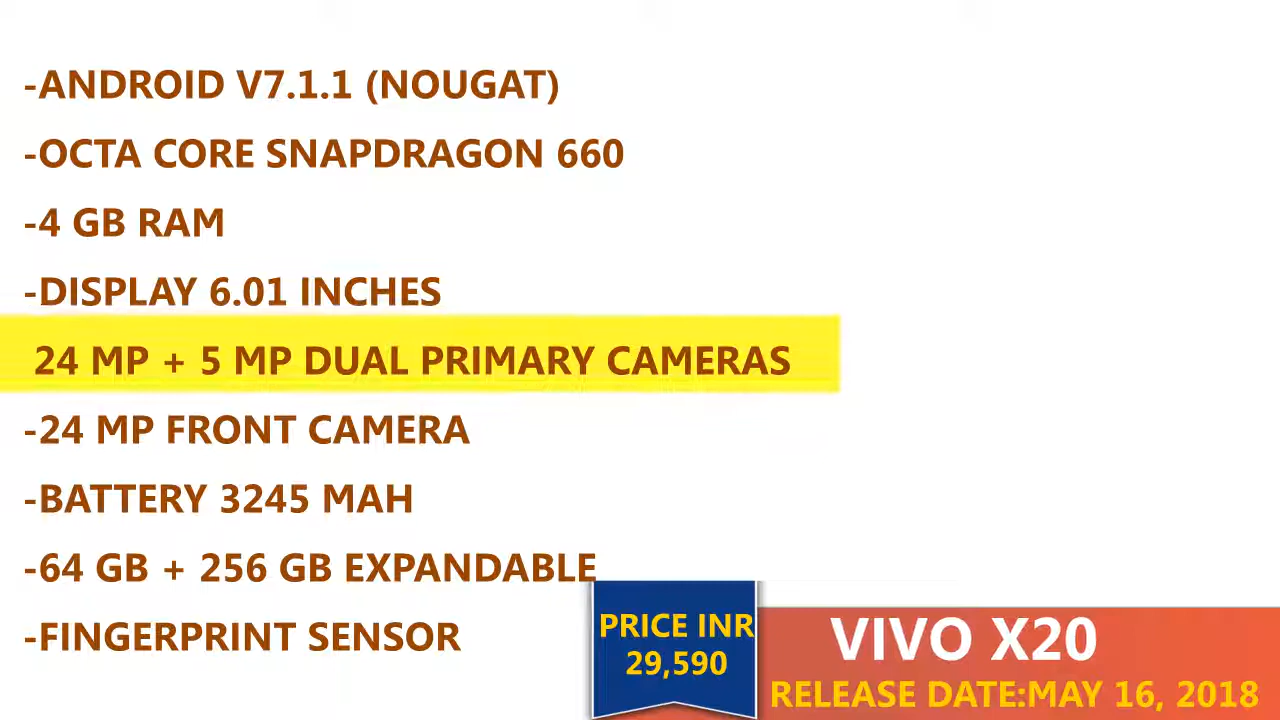 -ANDROID V7.1.1 (NOUGAT)
-OCTA CORE SNAPDRAGON 660
-4 GB RAM
-DISPLAY 6.01 INCHES
24 MP + 5 MP DUAL PRIMARY CAMERAS
-24 MP FRONT CAMERA
-BATTERY 3245 MAH
-64 GB + 256 GB EXPANDABLE
-FINGERPRINT SENSOR
PRICE INR
29,590
VIVO X20
RELEASE DATE:MAY 16, 2018